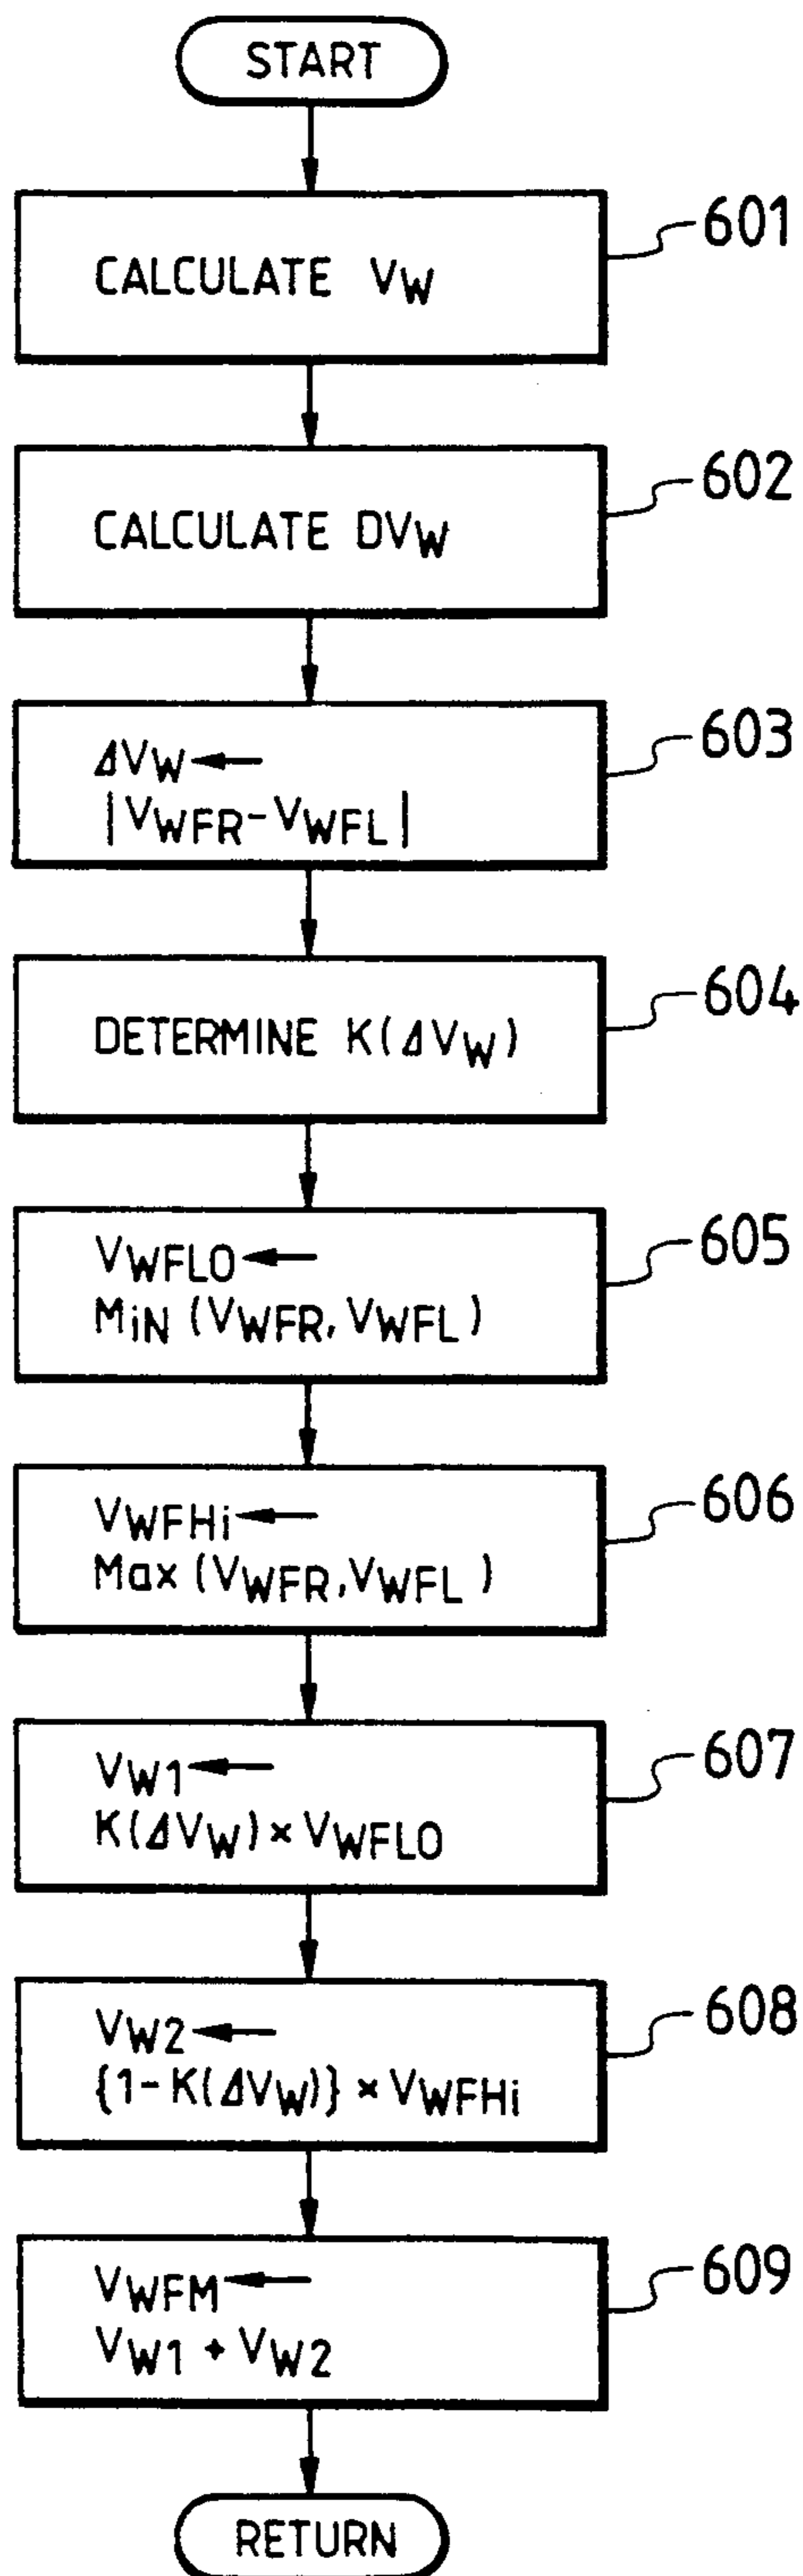 START
CALCULATE VW
601
CALCULATE DVW
602
ΔVW←
|VWFR-VWFL|
603
DETERMINE K(ΔVW)
604
VWFLO←
MiN (VWFR, VWFL)
605
VWFHi←
Max (VWFR, VWFL)
606
VW1←
K(ΔVW)×VWFLO
607
VW2←
{1-K(ΔVW)}×VWFHi
608
VWFM←
VW1+VW2
609
RETURN